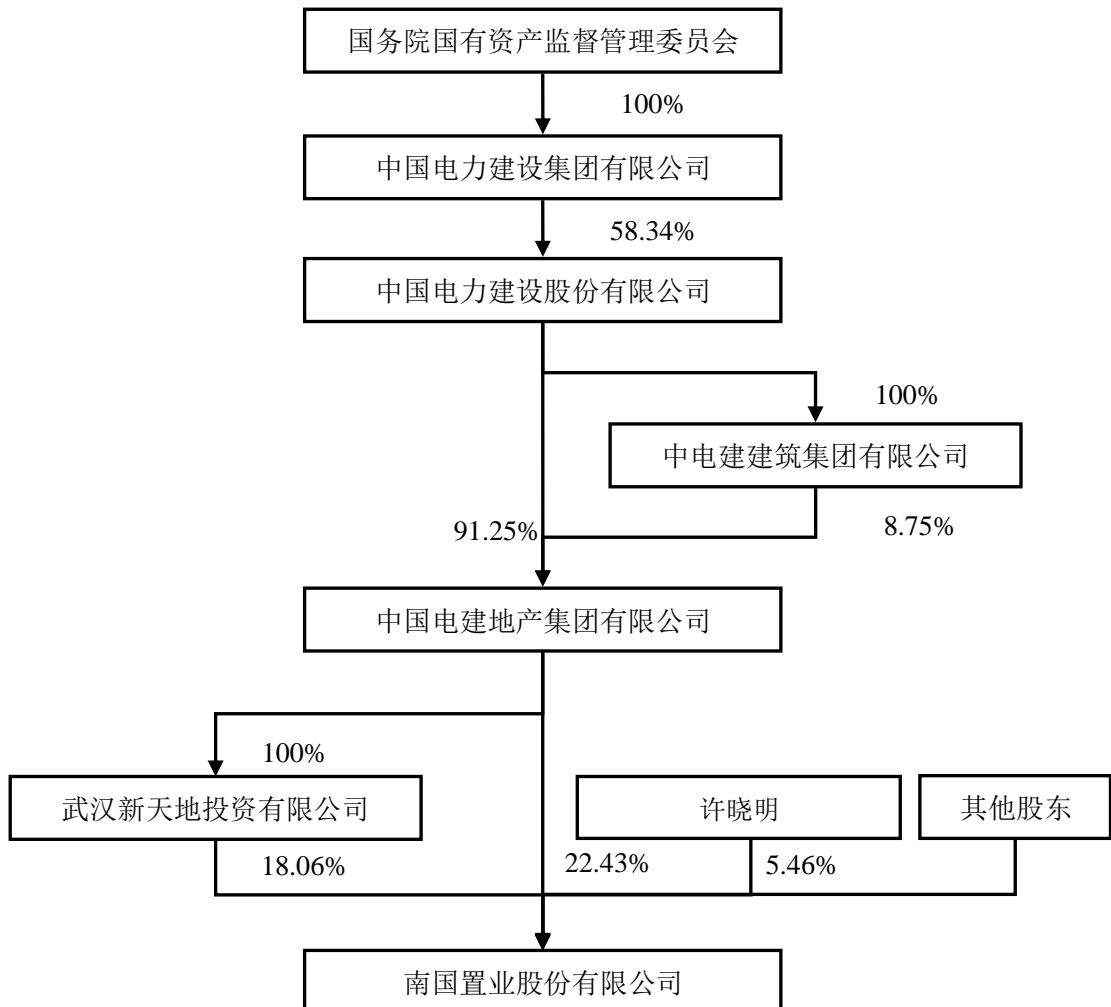 国务院国有资产监督管理委员会
100%
中国电力建设集团有限公司
58.34%
中国电力建设股份有限公司
100%
中电建建筑集团有限公司
91.25%
8.75%
中国电建地产集团有限公司
100%
武汉新天地投资有限公司
许晓明
其他股东
18.06%
22.43%
5.46%
南国置业股份有限公司